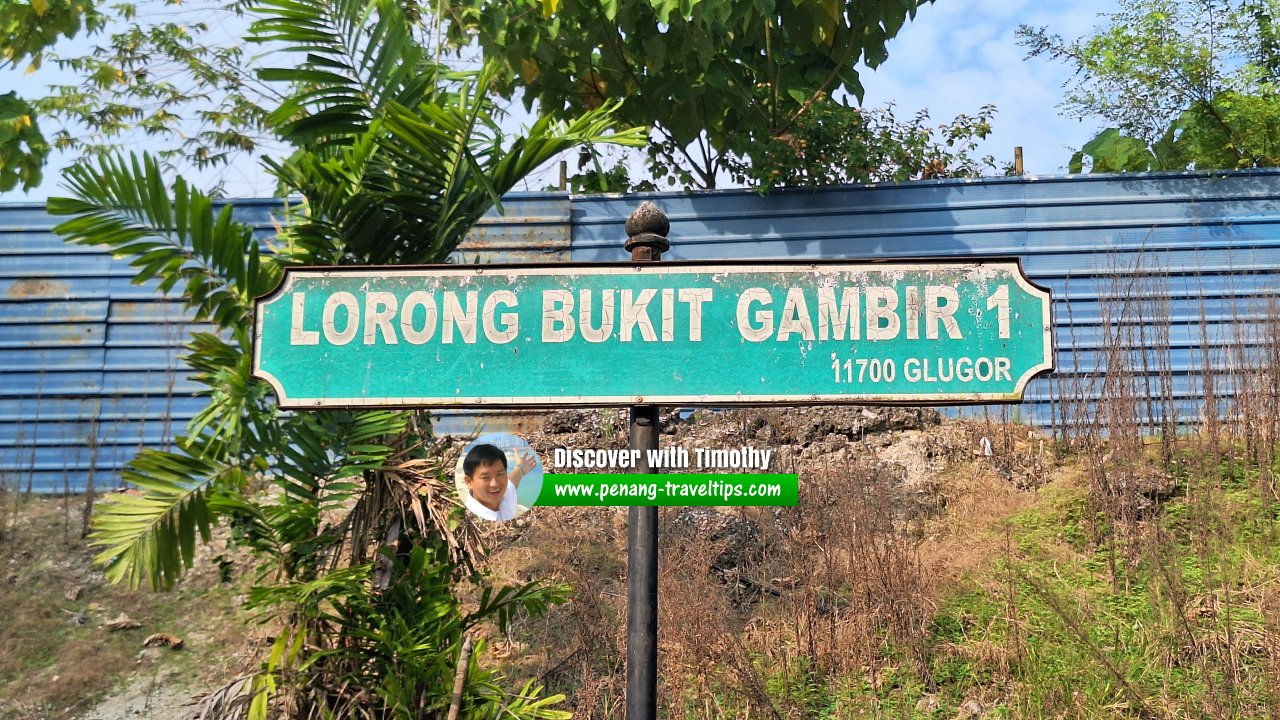 LORONG BUKIT GAMBIR 1
11700 GLUGOR
Discover with Timothy
www.penang-traveltips.com